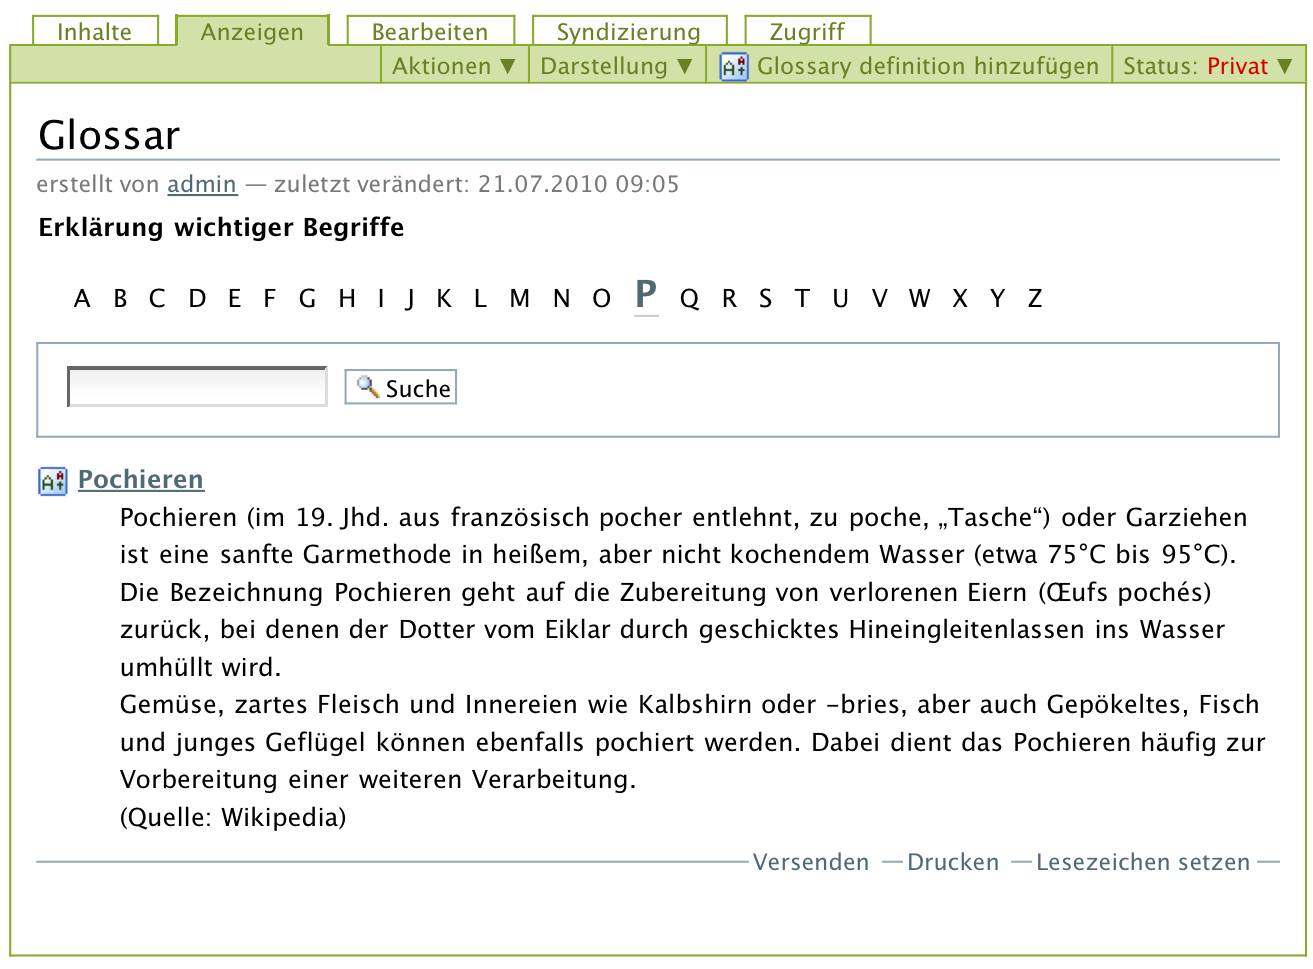 Inhalte Anzeigen Bearbeiten Syndizierung Zugriff
Aktionen ▼ Darstellung ▼ Glossary definition hinzufügen Status: Privat ▼
Glossar
erstellt von admin — zuletzt verändert: 21.07.2010 09:05
Erklärung wichtiger Begriffe
A B C D E F G H I J K L M N O P Q R S T U V W X Y Z
Suche
Pochieren
Pochieren (im 19. Jhd. aus französisch pocher entlehnt, zu poche, „Tasche“) oder Garziehen
ist eine sanfte Garmethode in heißem, aber nicht kochendem Wasser (etwa 75°C bis 95°C).
Die Bezeichnung Pochieren geht auf die Zubereitung von verlorenen Eiern (Œufs pochés)
zurück, bei denen der Dotter vom Eiklar durch geschicktes Hineingleitenlassen ins Wasser
umhüllt wird.
Gemüse, zartes Fleisch und Innereien wie Kalbshirn oder –bries, aber auch Gepökeltes, Fisch
und junges Geflügel können ebenfalls pochiert werden. Dabei dient das Pochieren häufig zur
Vorbereitung einer weiteren Verarbeitung.
(Quelle: Wikipedia)
Versenden — Drucken — Lesezeichen setzen —